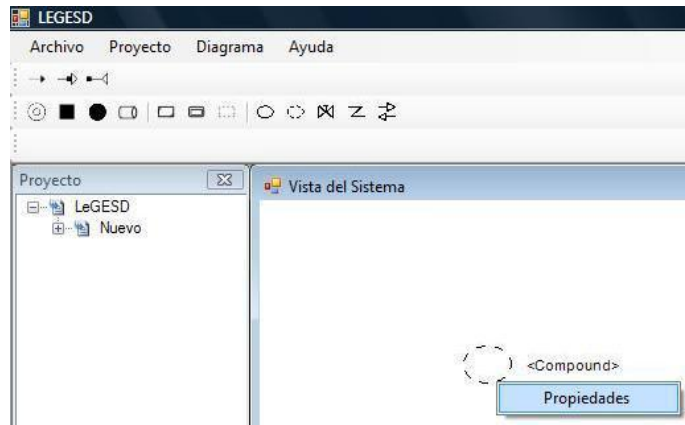 LEGESD
Archivo Proyecto Diagrama Ayuda
Proyecto
Vista del Sistema
LeGESD
Nuevo
<Compound>
Propiedades